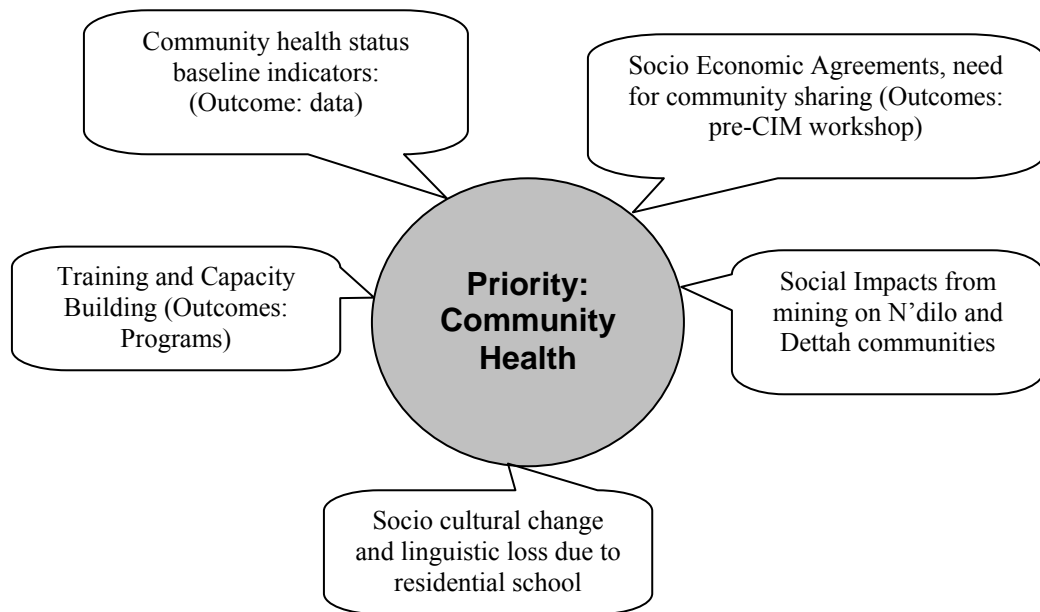 Community health status
baseline indicators:
(Outcome: data)
Socio Economic Agreements, need
for community sharing (Outcomes:
pre-CIM workshop)
Training and Capacity
Building (Outcomes:
Programs)
Priority:
Community
Health
Social Impacts from
mining on N’dilo and
Dettah communities
Socio cultural change
and linguistic loss due to
residential school